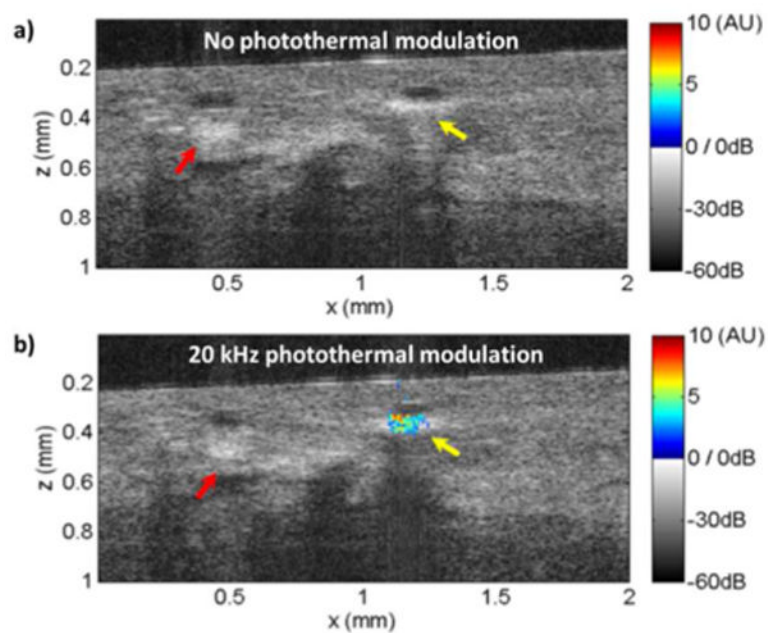 a)
No photothermal modulation
z (mm)
0.2
0.4
0.6
0.8
1
0.5
1
1.5
2
x (mm)
10 (AU)
5
0 / 0dB
-30dB
-60dB
b)
20 kHz photothermal modulation
z (mm)
0.2
0.4
0.6
0.8
1
0.5
1
1.5
2
x (mm)
10 (AU)
5
0 / 0dB
-30dB
-60dB